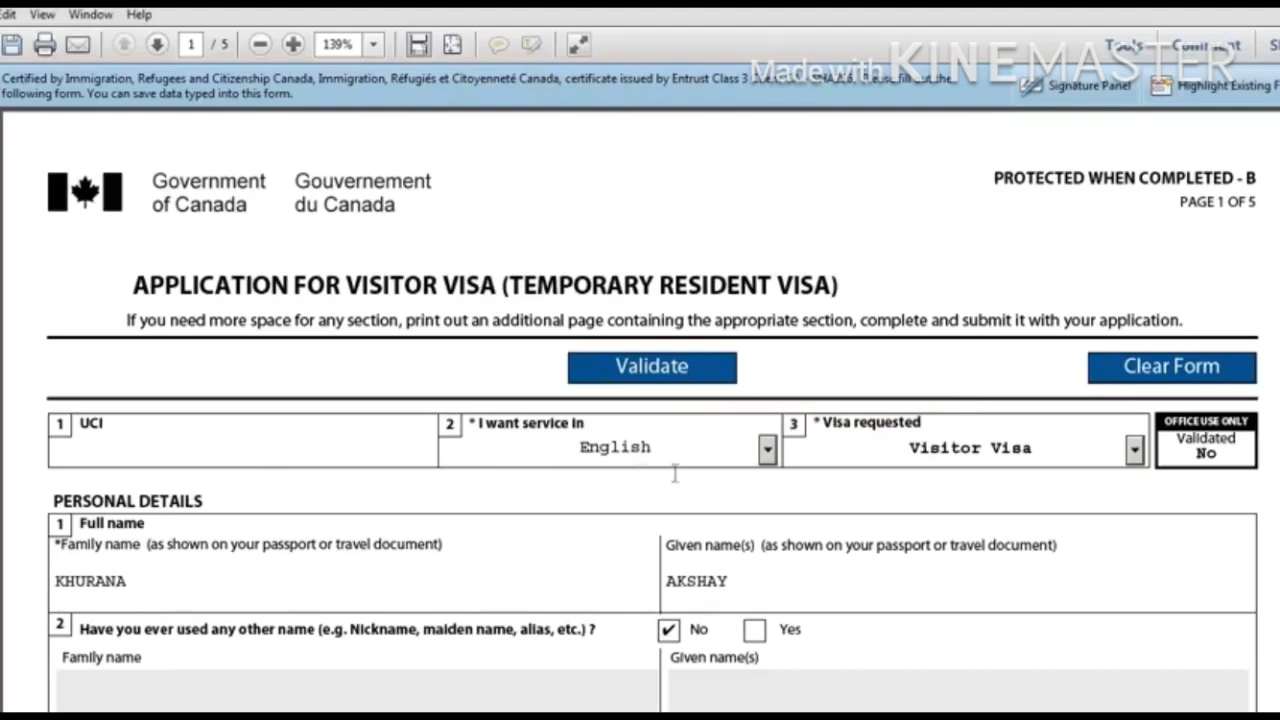 Edit View Window Help
1 / 5 139% Tools Comment
Made with KINEMASTER
Certified by Immigration, Refugees and Citizenship Canada, Immigration, Réfugiés et Citoyenneté Canada, certificate issued by Entrust Class 3 the
following form. You can save data typed into this form.
Signature Panel Highlight Existing F
Government of Canada
Gouvernement du Canada
PROTECTED WHEN COMPLETED - B
PAGE 1 OF 5
APPLICATION FOR VISITOR VISA (TEMPORARY RESIDENT VISA)
If you need more space for any section, print out an additional page containing the appropriate section, complete and submit it with your application.
Validate Clear Form
1 UCI
2 * I want service in
English
3 * Visa requested
Visitor Visa
OFFICE USE ONLY
Validated
No
PERSONAL DETAILS
1 Full name
*Family name (as shown on your passport or travel document)
KHURANA
Given name(s) (as shown on your passport or travel document)
AKSHAY
2 Have you ever used any other name (e.g. Nickname, maiden name, alias, etc.) ? ✔ No Yes
Family name
Given name(s)